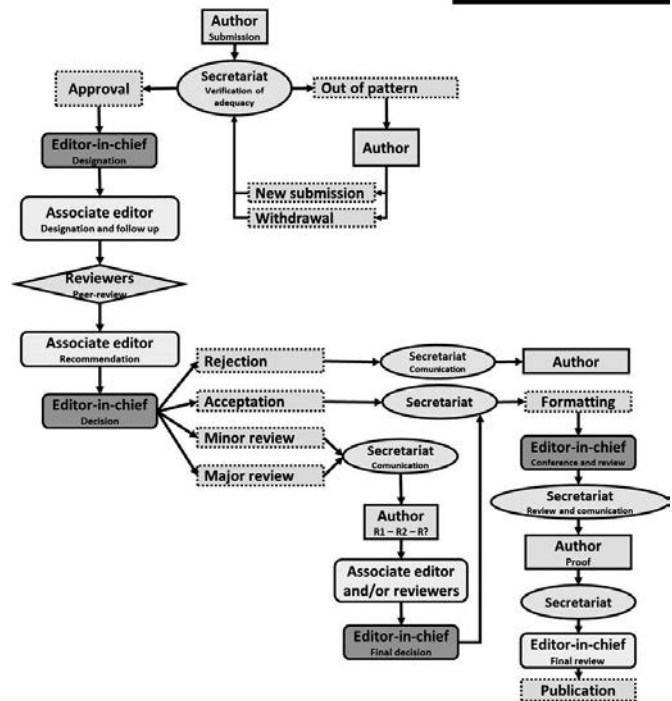 Author
Submission
Secretariat
Verification of
adequacy
Approval
Out of pattern
Editor-in-chief
Designation
Author
Associate editor
Designation and follow up
New submission
Withdrawal
Reviewers
Peer-review
Associate editor
Recommendation
Editor-in-chief
Decision
Rejection
Secretariat
Comunication
Author
Acceptation
Secretariat
Formatting
Minor review
Major review
Secretariat
Comunication
Editor-in-chief
Conference and review
Secretariat
Review and comunication
Author
R1 – R2 – R?
Author
Proof
Associate editor
and/or reviewers
Secretariat
Editor-in-chief
Final decision
Editor-in-chief
Final review
Publication